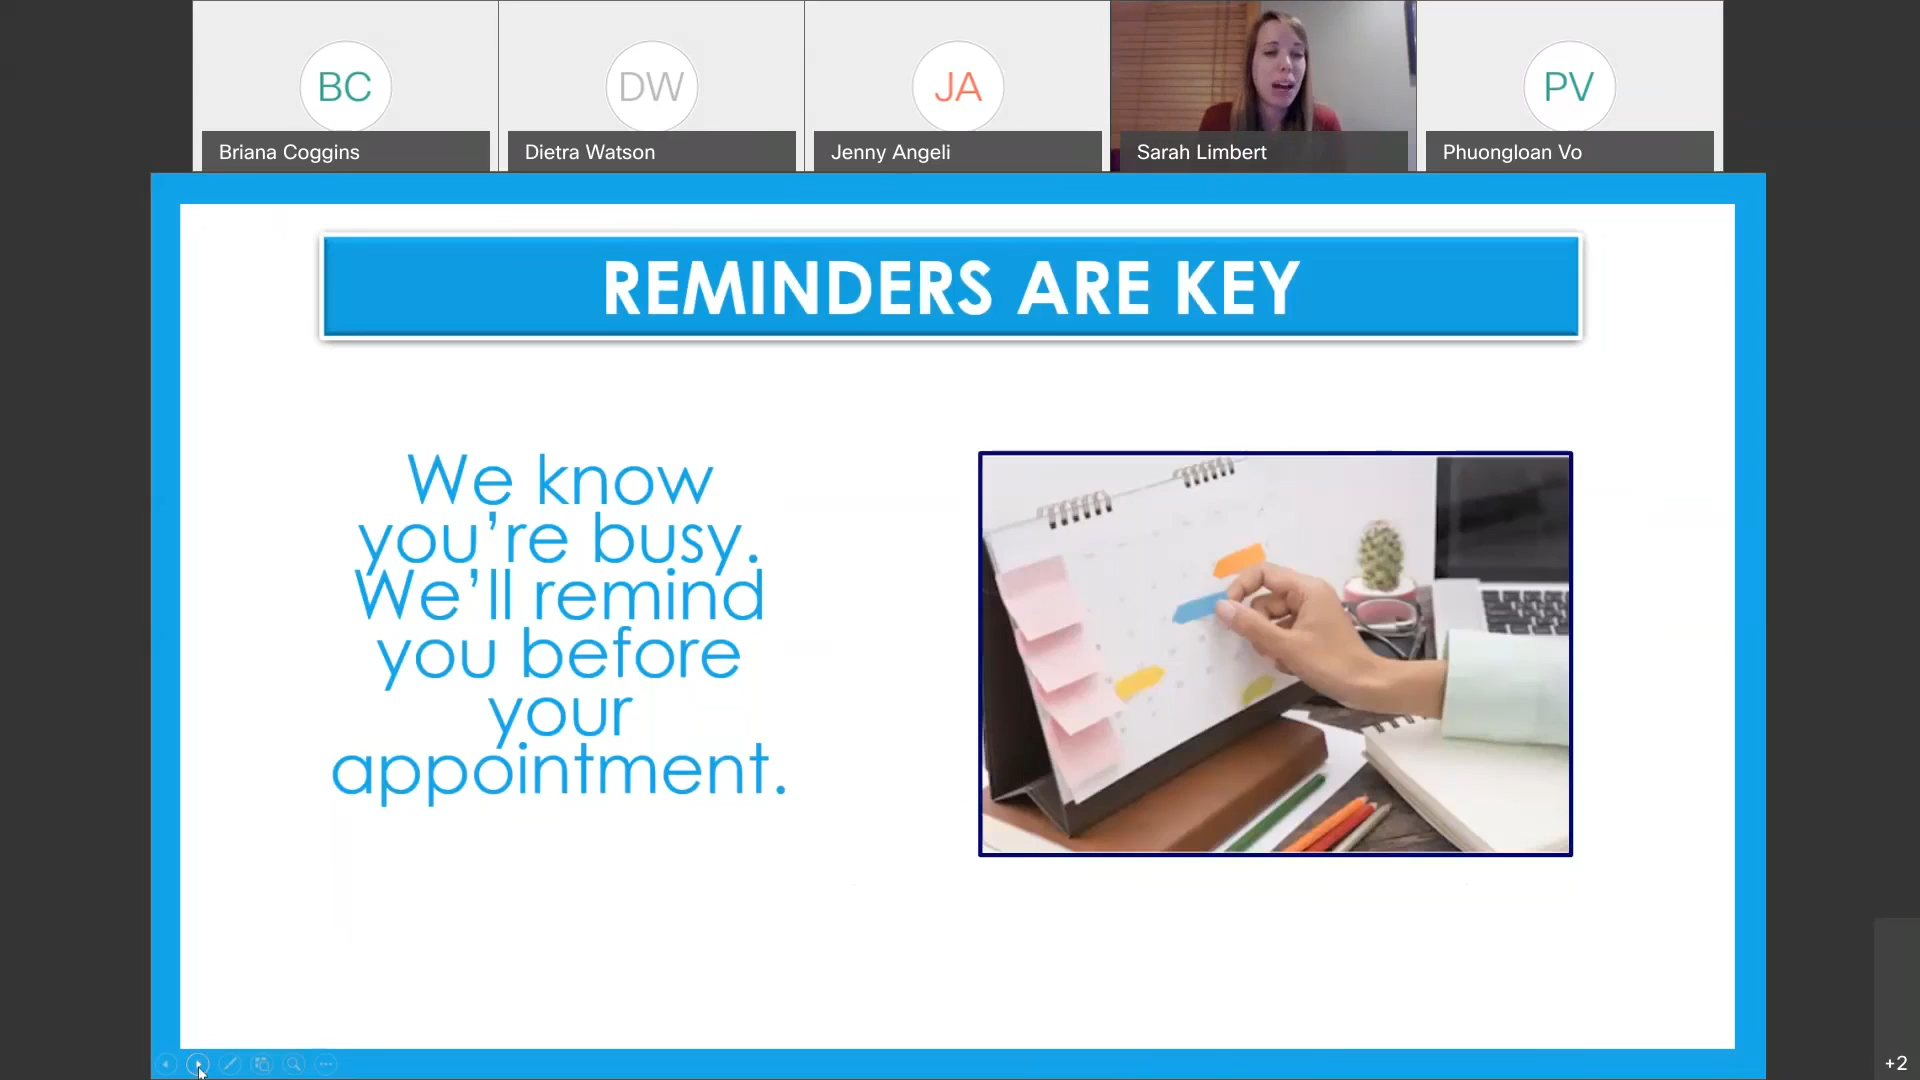 BC
DW
JA
PV
Briana Coggins
Dietra Watson
Jenny Angeli
Sarah Limbert
Phuongloan Vo
REMINDERS ARE KEY
We know
you’re busy.
We’ll remind
you before
your
appointment.
+2